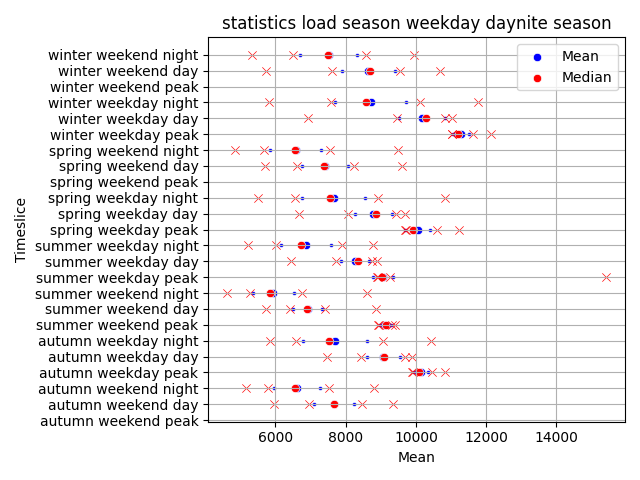 statistics load season weekday daynite season
Mean
Median
Timeslice
winter weekend night
winter weekend day
winter weekend peak
winter weekday night
winter weekday day
winter weekday peak
spring weekend night
spring weekend day
spring weekend peak
spring weekday night
spring weekday day
spring weekday peak
summer weekday night
summer weekday day
summer weekday peak
summer weekend night
summer weekend day
summer weekend peak
autumn weekday night
autumn weekday day
autumn weekday peak
autumn weekend night
autumn weekend day
autumn weekend peak
6000 8000 10000 12000 14000
Mean